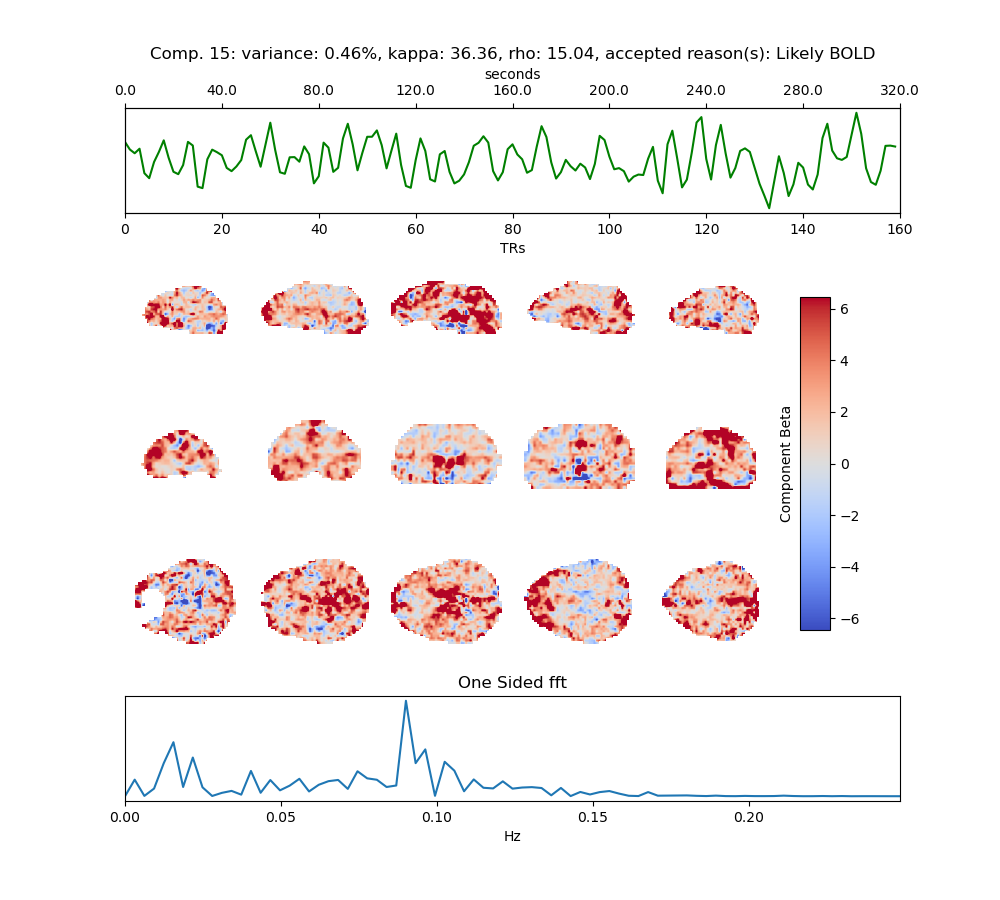 Comp. 15: variance: 0.46%, kappa: 36.36, rho: 15.04, accepted reason(s): Likely BOLD
seconds
0.0 40.0 80.0 120.0 160.0 200.0 240.0 280.0 320.0
0 20 40 60 80 100 120 140 160
TRs
6
4
2
0
−2
−4
−6
Component Beta
One Sided fft
0.00 0.05 0.10 0.15 0.20
Hz